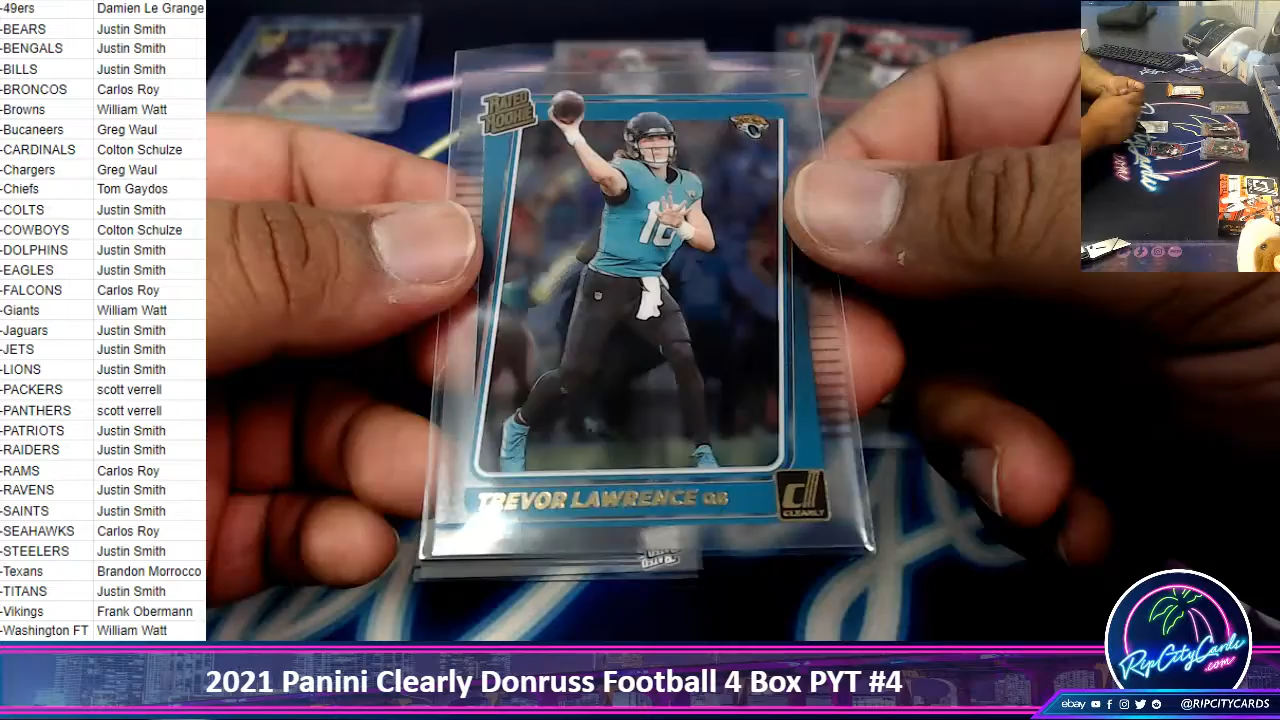 -49ers Damien Le Grange
-BEARS Justin Smith
-BENGALS Justin Smith
-BILLS Justin Smith
-BRONCOS Carlos Roy
-Browns William Watt
-Bucaneers Greg Waul
-CARDINALS Colton Schulze
-Chargers Greg Waul
-Chiefs Tom Gaydos
-COLTS Justin Smith
-COWBOYS Colton Schulze
-DOLPHINS Justin Smith
-EAGLES Justin Smith
-FALCONS Carlos Roy
-Giants William Watt
-Jaguars Justin Smith
-JETS Justin Smith
-LIONS Justin Smith
-PACKERS scott verrell
-PANTHERS scott verrell
-PATRIOTS Justin Smith
-RAIDERS Justin Smith
-RAMS Carlos Roy
-RAVENS Justin Smith
-SAINTS Justin Smith
-SEAHAWKS Carlos Roy
-STEELERS Justin Smith
-Texans Brandon Morrocco
-TITANS Justin Smith
-Vikings Frank Obermann
-Washington FT William Watt
RATED
ROOKIE
16
TREVOR LAWRENCE QB
CLEARLY
RipCityCards
.com
2021 Panini Clearly Donruss Football 4 Box PYT #4
ebay @RIPCITYCARDS